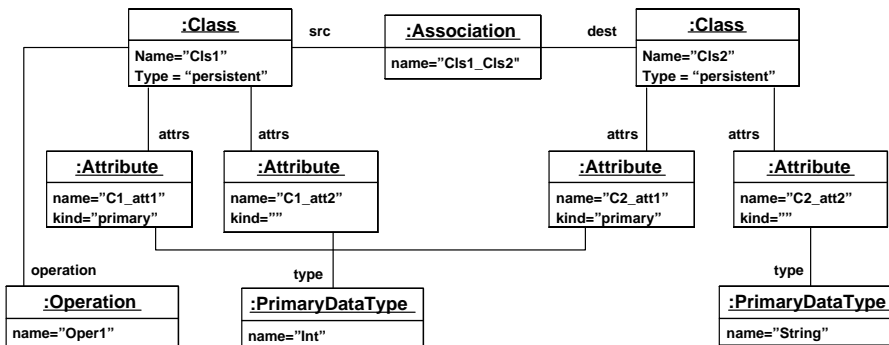 :Class
Name="Cls1"
Type = "persistent"
src
:Association
name="Cls1_Cls2"
dest
:Class
Name="Cls2"
Type = "persistent"
attrs
attrs
attrs
attrs
:Attribute
name="C1_att1"
kind="primary"
:Attribute
name="C1_att2"
kind=""
:Attribute
name="C2_att1"
kind="primary"
:Attribute
name="C2_att2"
kind=""
operation
type
type
:Operation
name="Oper1"
:PrimaryDataType
name="Int"
:PrimaryDataType
name="String"